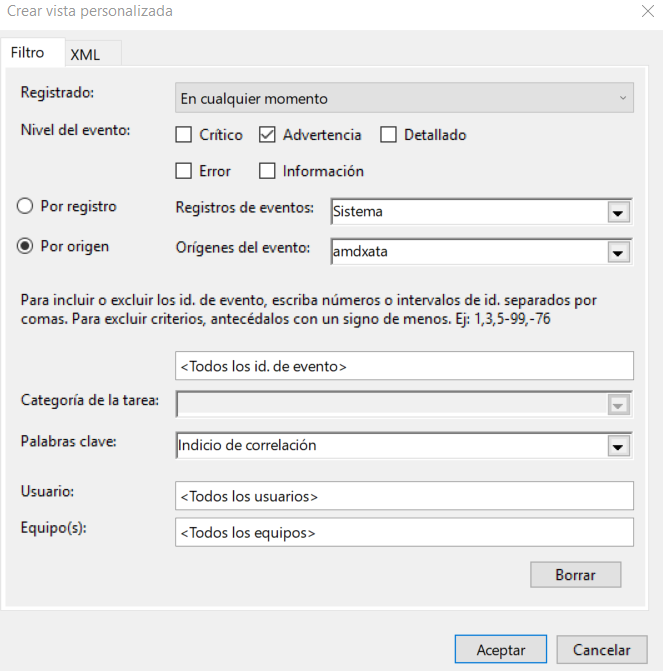 Crear vista personalizada
Filtro
XML
Registrado:
En cualquier momento
Nivel del evento:
Crítico
Advertencia
Detallado
Error
Información
Por registro
Registros de eventos:
Sistema
Por origen
Orígenes del evento:
amdxata
Para incluir o excluir los id. de evento, escriba números o intervalos de id. separados por
comas. Para excluir criterios, antecédalos con un signo de menos. Ej: 1,3,5-99,-76
<Todos los id. de evento>
Categoría de la tarea:
Palabras clave:
Indicio de correlación
Usuario:
<Todos los usuarios>
Equipo(s):
<Todos los equipos>
Borrar
Aceptar
Cancelar